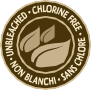 UNBLEACHED • CHLORINE FREE •
NON BLANCHI • SANS CHLORE •